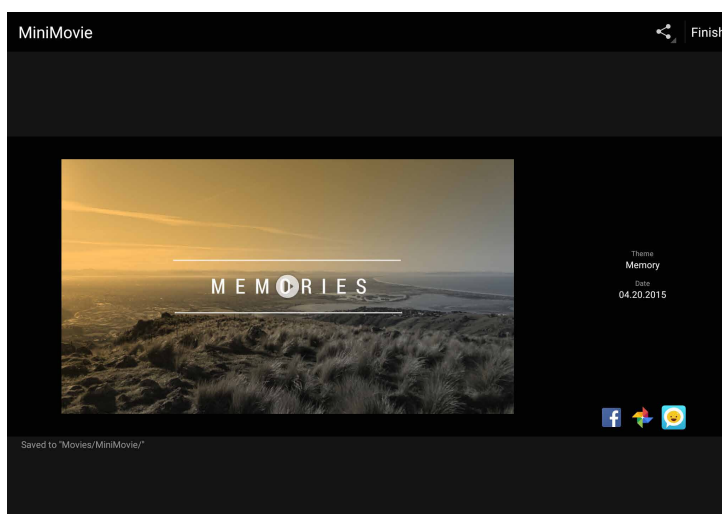 MiniMovie
Finish
MEMORIES
Theme
Memory
Date
04.20.2015
Saved to "Movies/MiniMovie/"